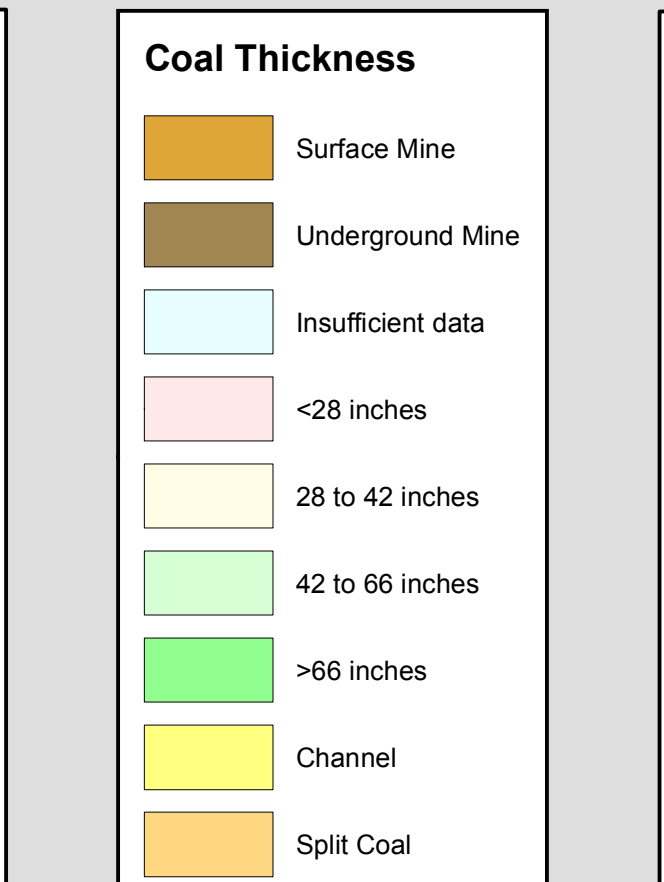 Coal Thickness
Surface Mine
Underground Mine
Insufficient data
<28 inches
28 to 42 inches
42 to 66 inches
>66 inches
Channel
Split Coal